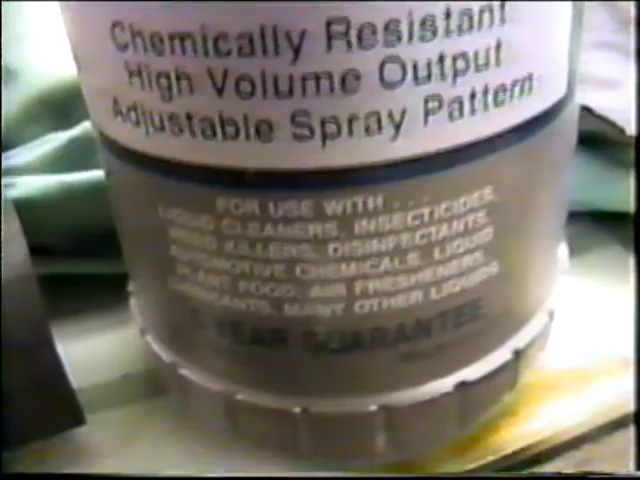 Chemically Resistant
High Volume Output
Adjustable Spray Pattern
FOR USE WITH . . .
LIQUID CLEANERS, INSECTICIDES,
WEED KILLERS, DISINFECTANTS,
AUTOMOTIVE CHEMICALS, LIQUID
PLANT FOOD, AIR FRESHENERS,
LUBRICANTS, MANY OTHER LIQUIDS
YEAR GUARANTEE